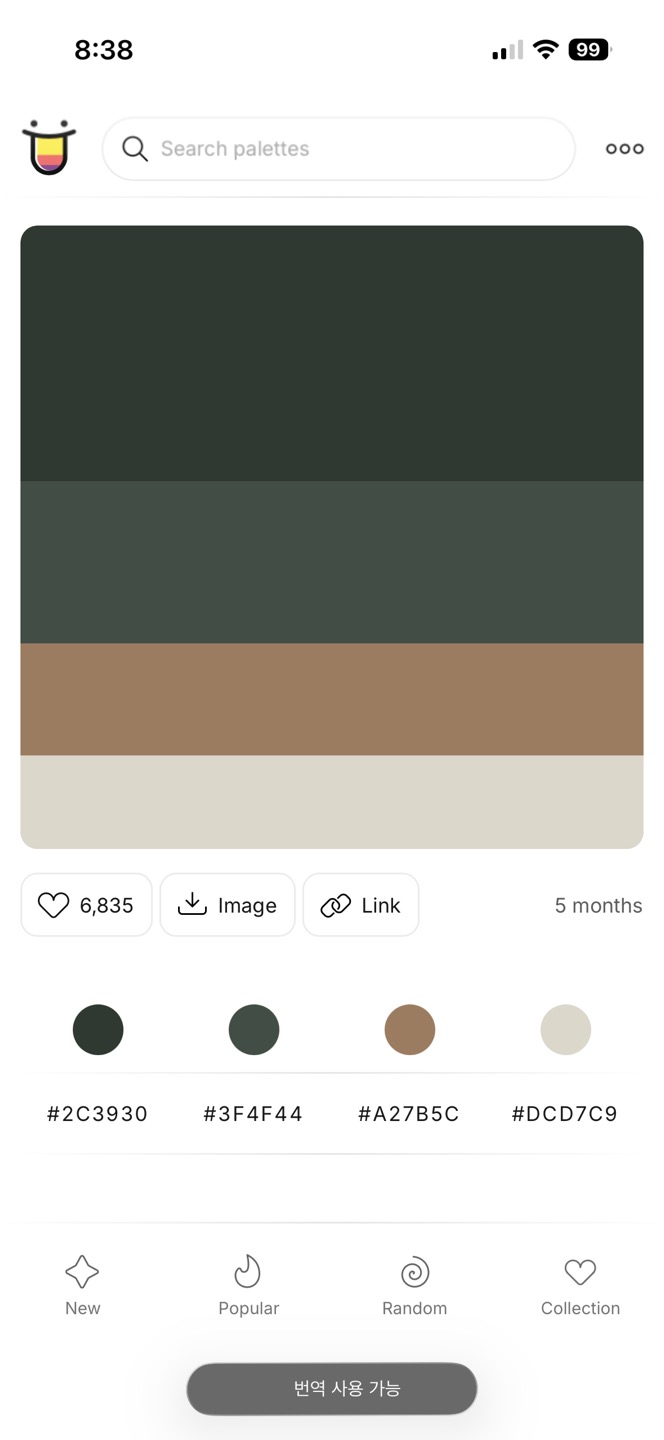 8:38
99
Search palettes
6,835
Image
Link
5 months
#2C3930
#3F4F44
#A27B5C
#DCD7C9
New
Popular
Random
Collection
번역 사용 가능